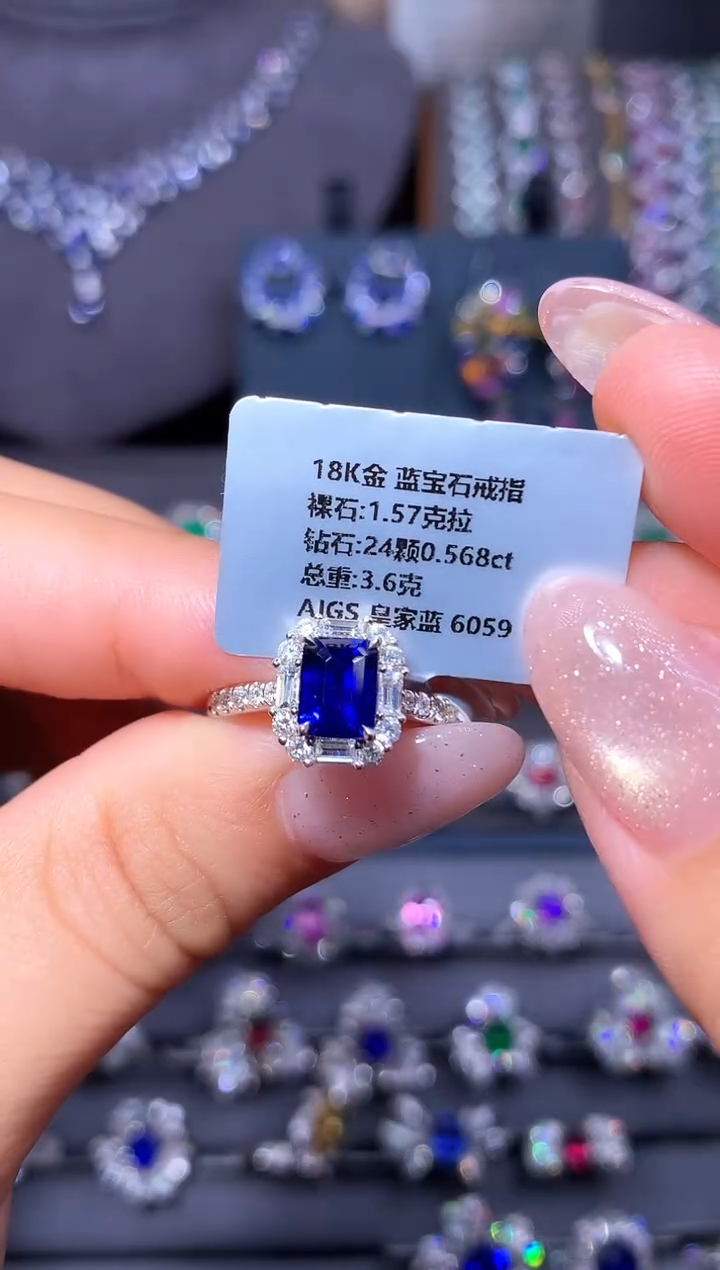 18K金 蓝宝石戒指
裸石:1.57克拉
钻石:24颗0.568ct
总重:3.6克
AIGS 皇家蓝 6059